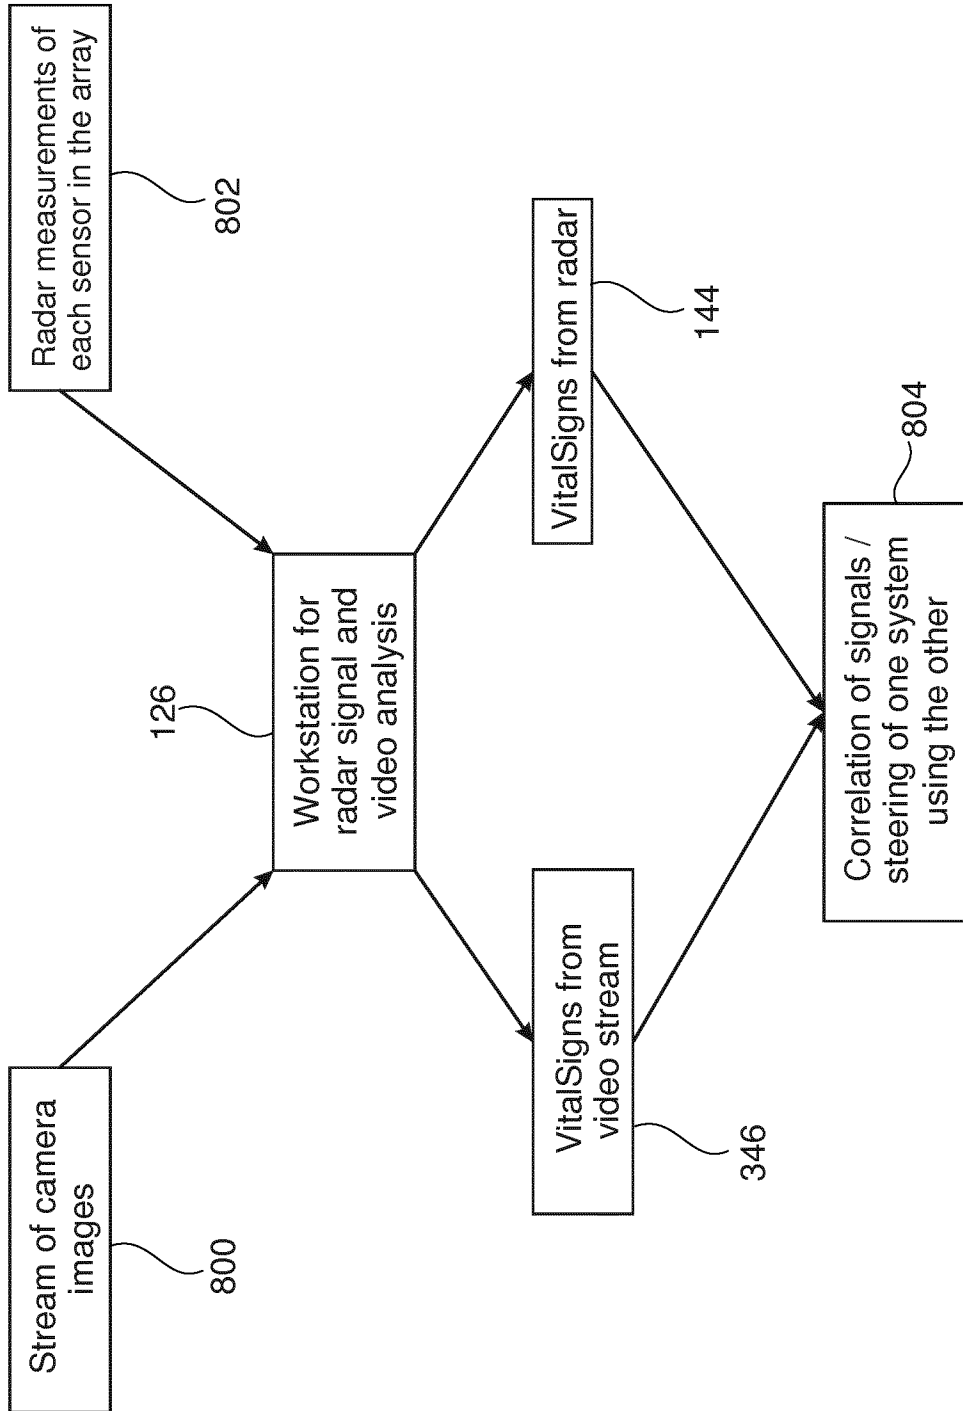 Stream of camera
images
800
Radar measurements of
each sensor in the array
802
126
Workstation for
radar signal and
video analysis
VitalSigns from
video stream
346
VitalSigns from radar
144
Correlation of signals /
steering of one system
using the other
804